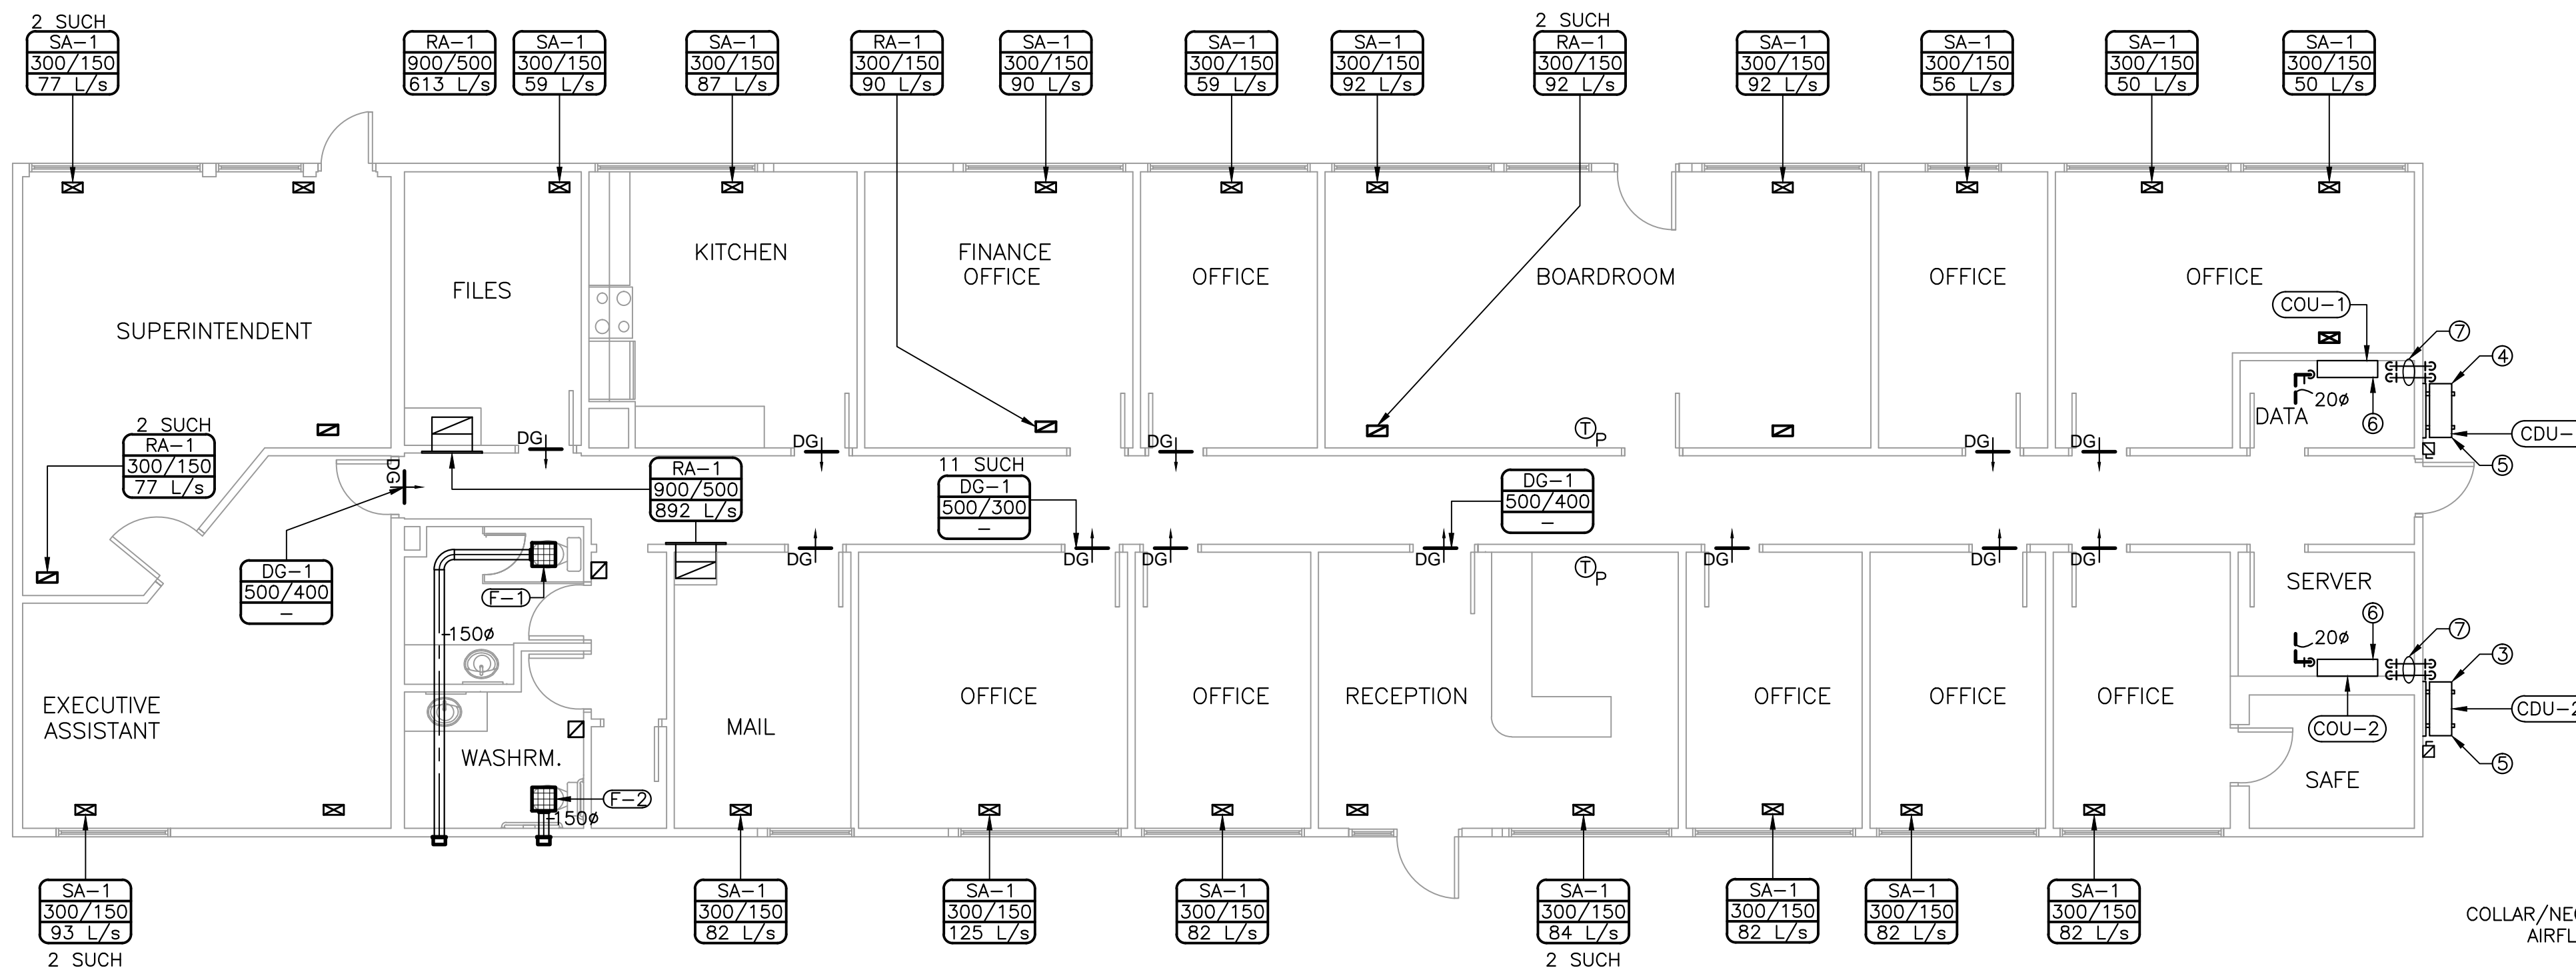 2 SUCH
SA-1
300/150
77 L/s
RA-1
900/500
613 L/s
SA-1
300/150
59 L/s
SA-1
300/150
87 L/s
RA-1
300/150
90 L/s
SA-1
300/150
90 L/s
SA-1
300/150
59 L/s
SA-1
300/150
92 L/s
2 SUCH
RA-1
300/150
92 L/s
SA-1
300/150
92 L/s
SA-1
300/150
56 L/s
SA-1
300/150
50 L/s
SA-1
300/150
50 L/s
SUPERINTENDENT
FILES
KITCHEN
FINANCE
OFFICE
OFFICE
BOARDROOM
OFFICE
OFFICE
COU-1
7
4
20ø
DATA
6
CDU-
5
2 SUCH
RA-1
300/150
77 L/s
DG
DG
DG
DG
DG
DG
T
P
RA-1
900/500
892 L/s
11 SUCH
DG-1
500/300
-
DG-1
500/400
-
DG-1
500/400
-
DG
DG
DG
DG
DG
DG
DG
T
P
F-1
150ø
SERVER
6
20ø
7
3
CDU-2
COU-2
5
EXECUTIVE
ASSISTANT
WASHRM.
MAIL
OFFICE
OFFICE
RECEPTION
OFFICE
OFFICE
OFFICE
SAFE
F-2
150ø
SA-1
300/150
93 L/s
2 SUCH
SA-1
300/150
82 L/s
SA-1
300/150
125 L/s
SA-1
300/150
82 L/s
SA-1
300/150
84 L/s
2 SUCH
SA-1
300/150
82 L/s
SA-1
300/150
82 L/s
SA-1
300/150
82 L/s
COLLAR/NEC
AIRFL